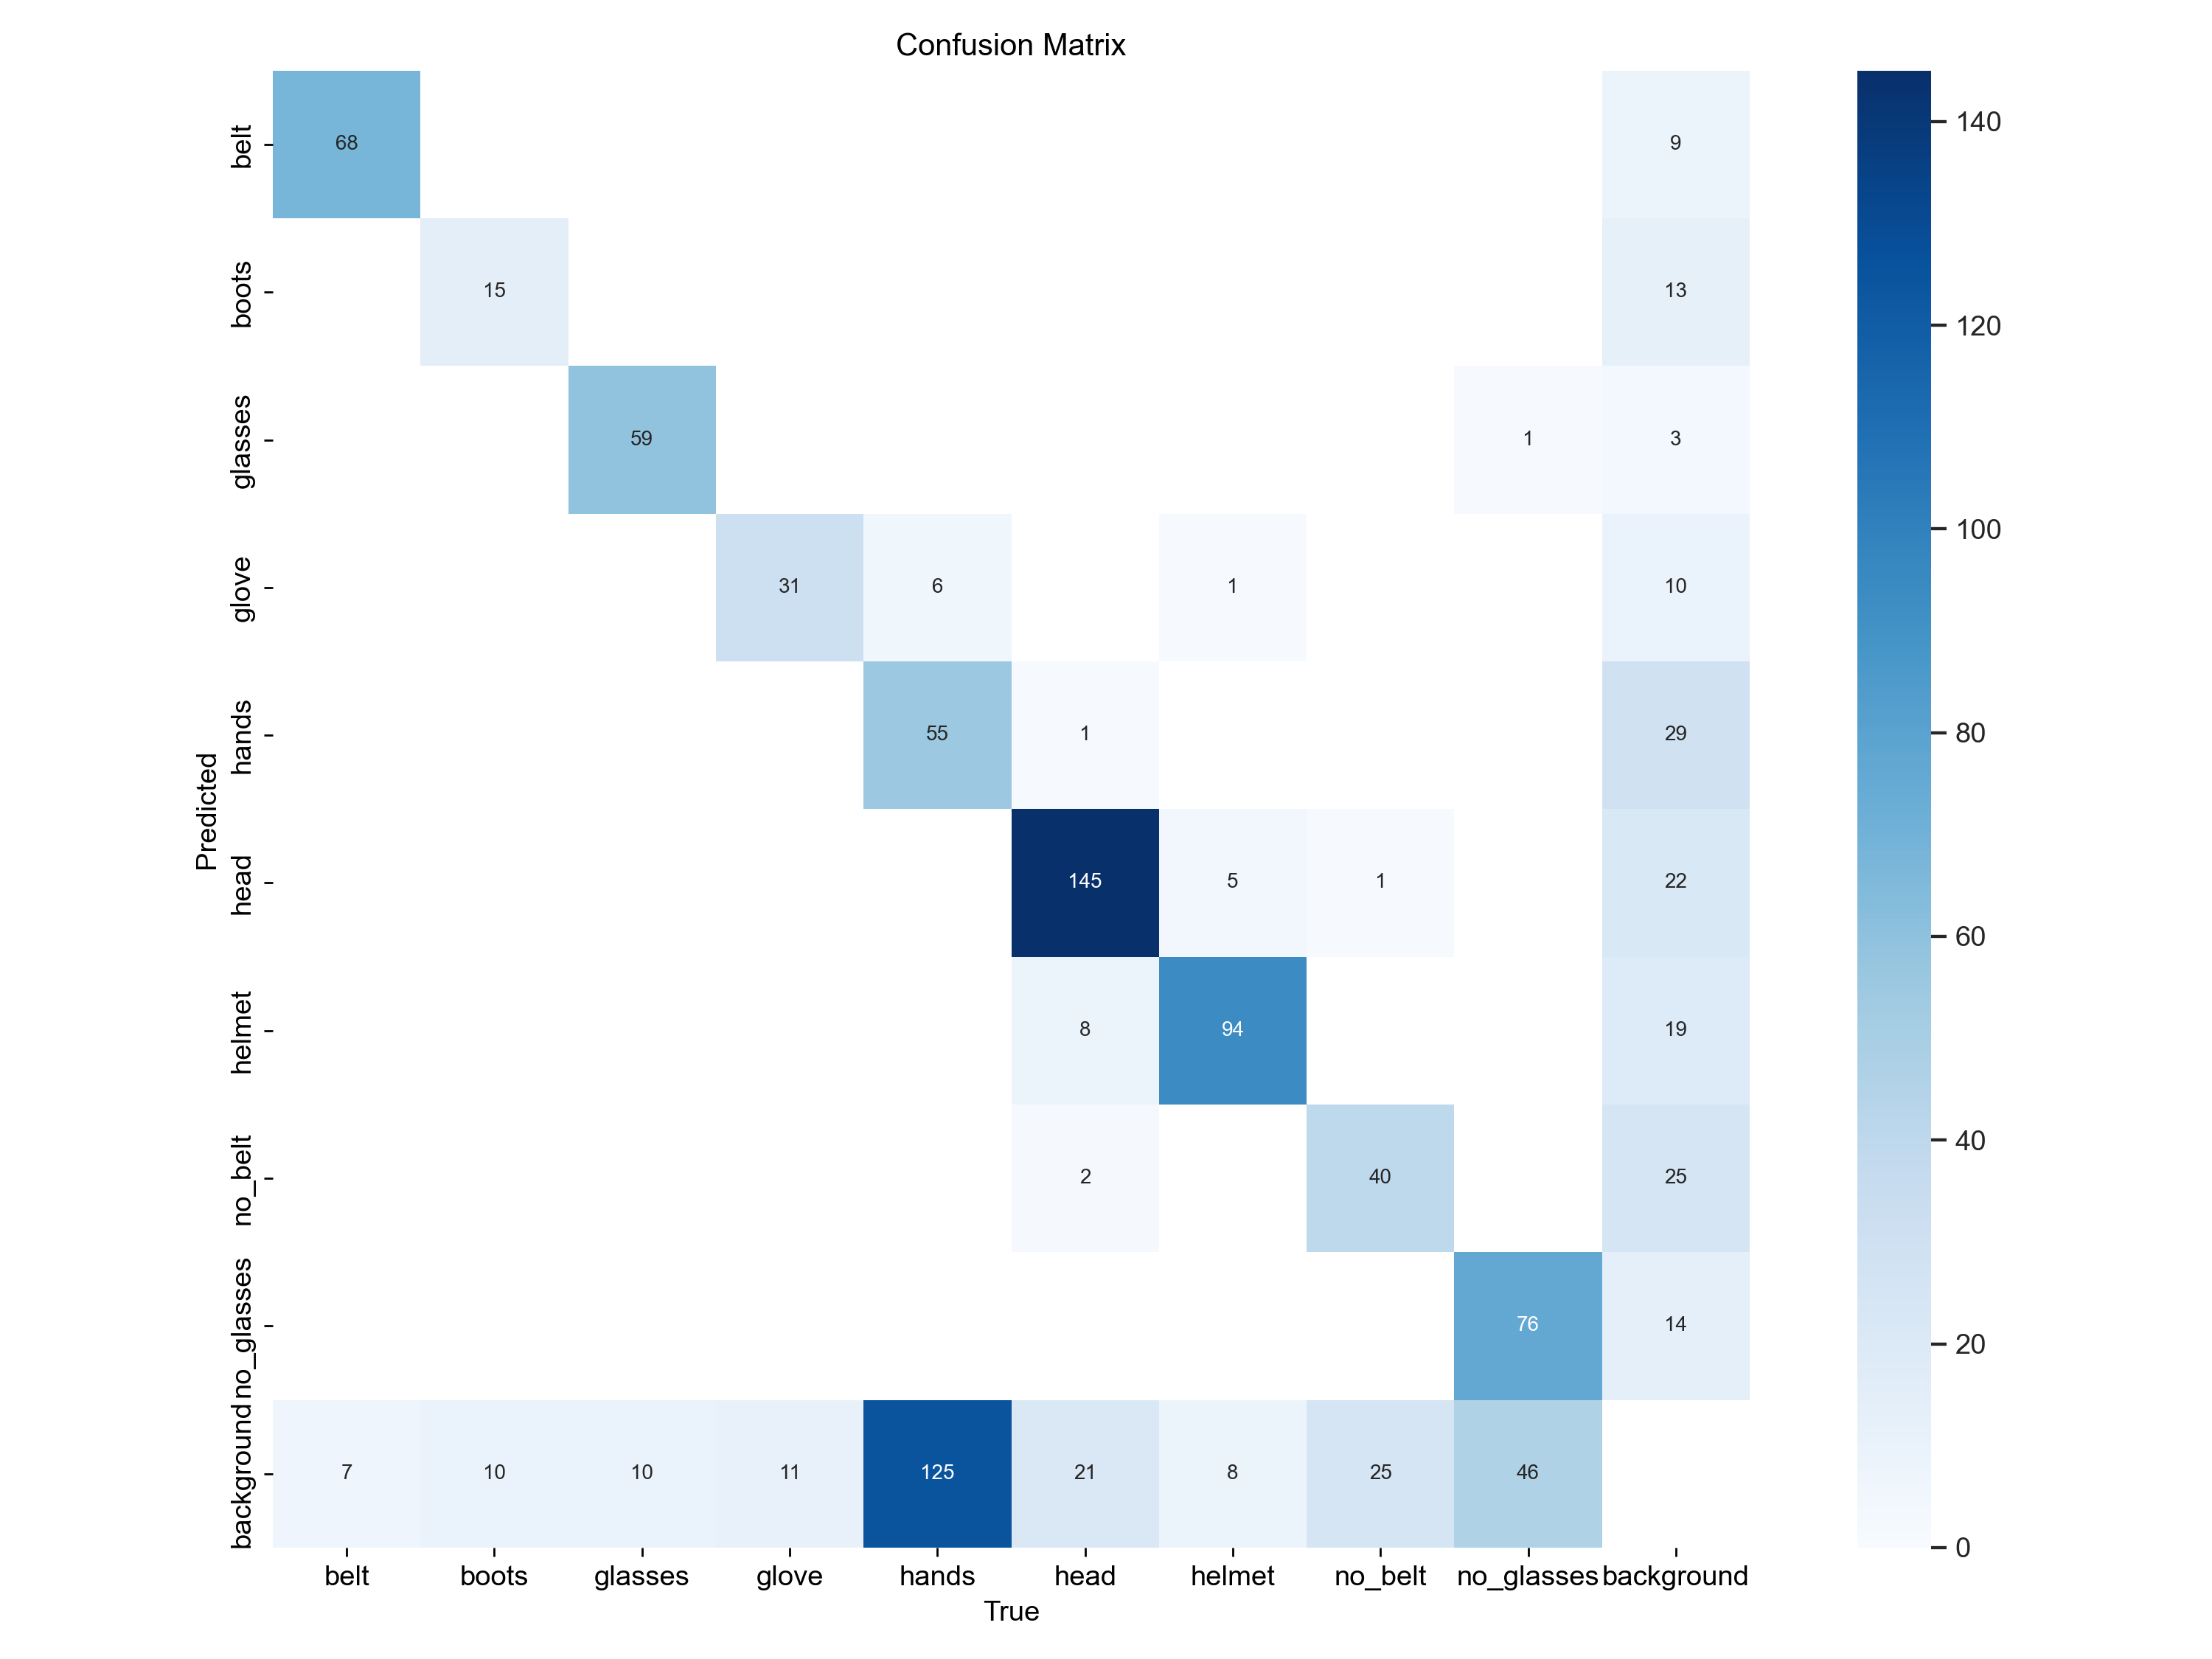 Confusion Matrix
belt 68 9
boots 15 13
glasses 59 1 3
glove 31 6 1 10
hands 55 1 29
head 145 5 1 22
helmet 8 94 19
no_belt 2 40 25
no_glasses 76 14
background 7 10 10 11 125 21 8 25 46
belt boots glasses glove hands head helmet no_belt no_glasses background
True
Predicted
140
120
100
80
60
40
20
0